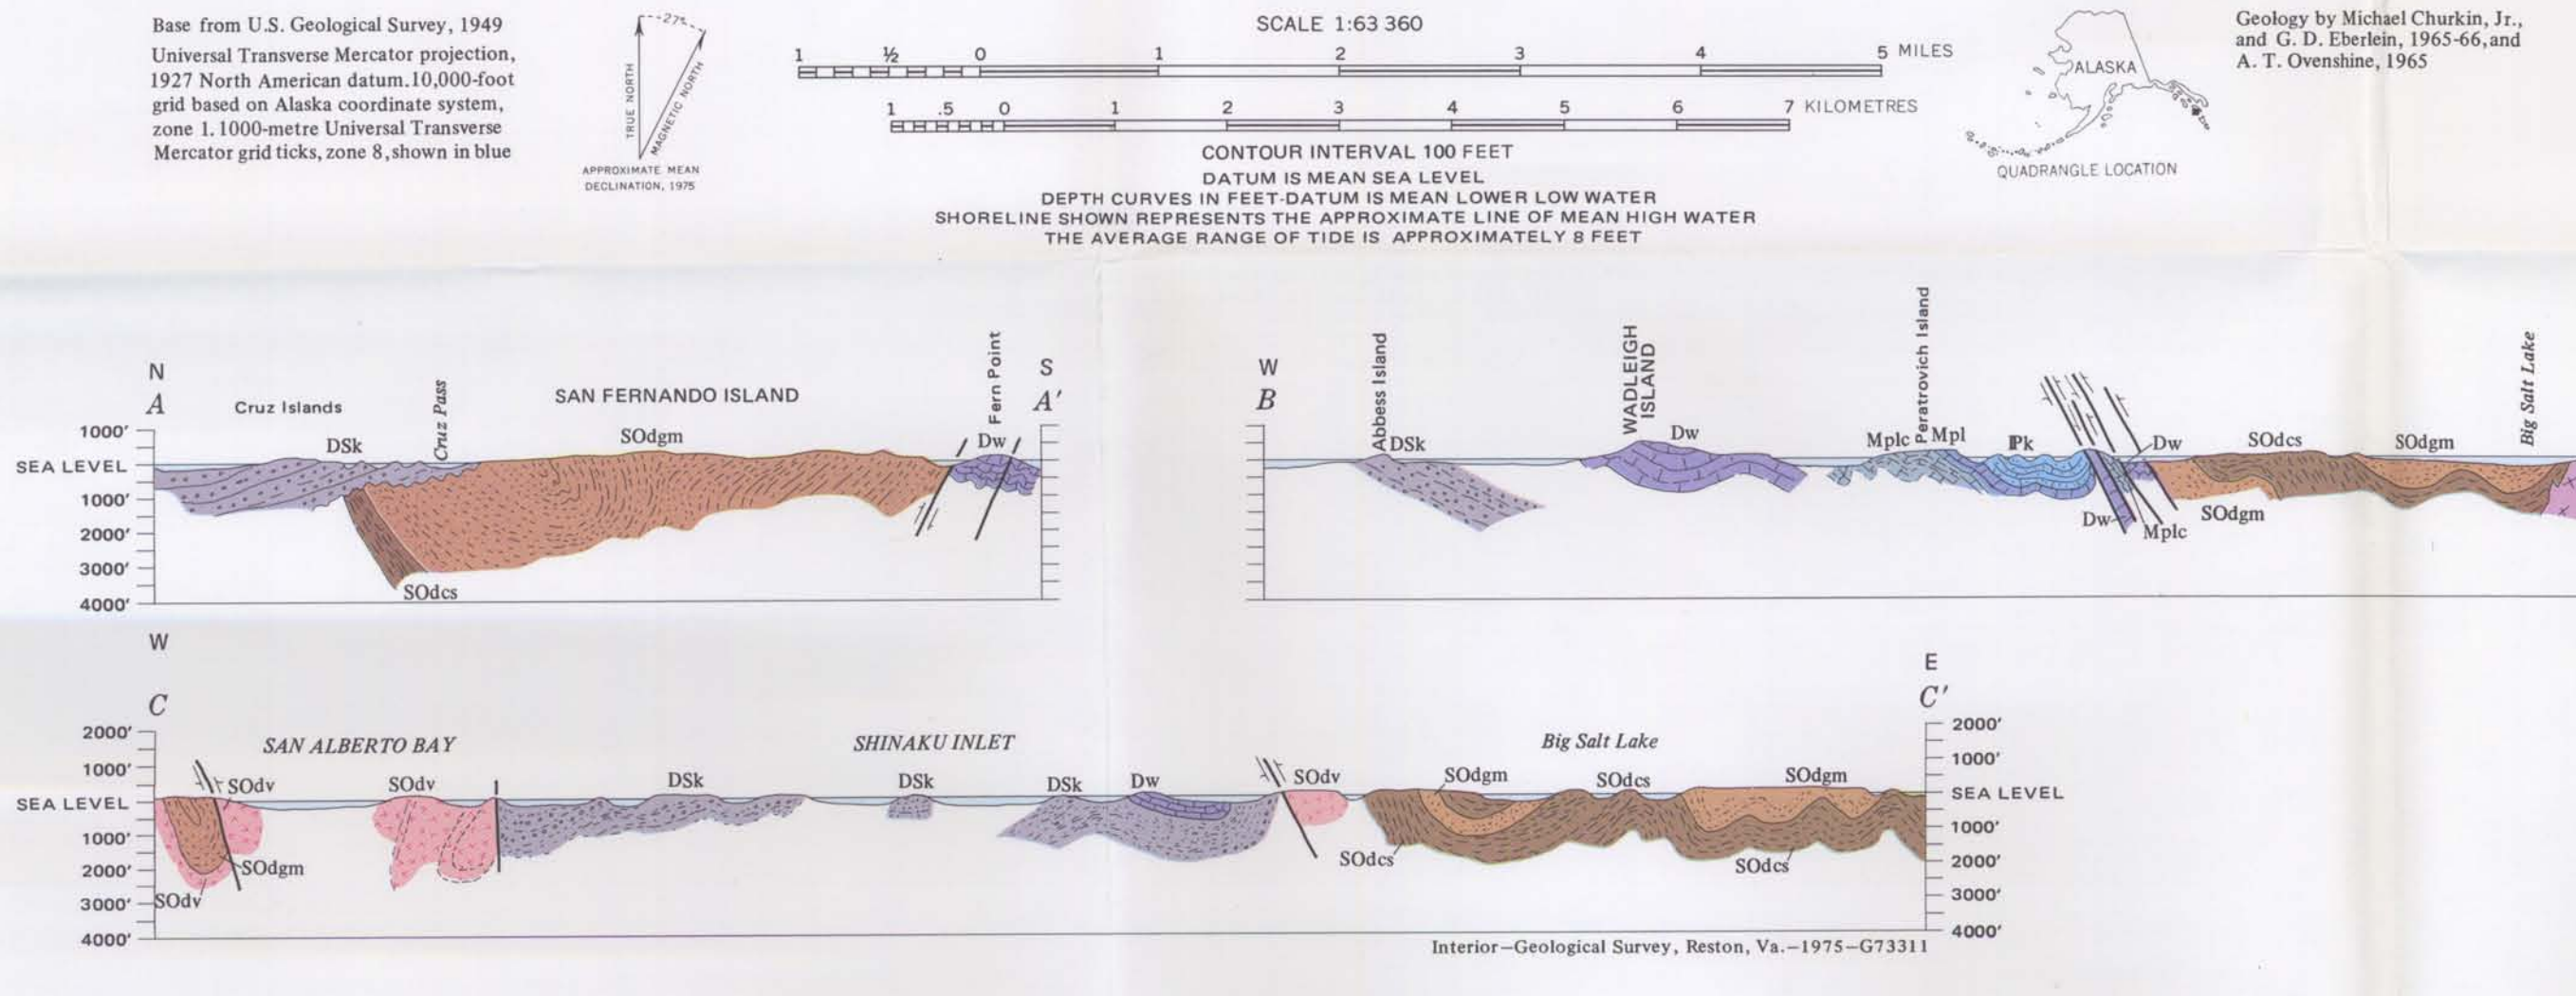 Base from U.S. Geological Survey, 1949
Universal Transverse Mercator projection,
1927 North American datum.10,000-foot
grid based on Alaska coordinate system,
zone 1. 1000-metre Universal Transverse
Mercator grid ticks, zone 8, shown in blue
27°
TRUE NORTH
MAGNETIC NORTH
APPROXIMATE MEAN
DECLINATION, 1975
SCALE 1:63 360
1 ½ 0 1 2 3 4 5 MILES
1 .5 0 1 2 3 4 5 6 7 KILOMETRES
CONTOUR INTERVAL 100 FEET
DATUM IS MEAN SEA LEVEL
DEPTH CURVES IN FEET-DATUM IS MEAN LOWER LOW WATER
SHORELINE SHOWN REPRESENTS THE APPROXIMATE LINE OF MEAN HIGH WATER
THE AVERAGE RANGE OF TIDE IS APPROXIMATELY 8 FEET
ALASKA
QUADRANGLE LOCATION
Geology by Michael Churkin, Jr.,
and G. D. Eberlein, 1965-66, and
A. T. Ovenshine, 1965
N
A
Cruz Islands
Cruz Pass
SAN FERNANDO ISLAND
Fern Point
S
A′
DSk
SOdgm
Dw
SOdcs
1000′
SEA LEVEL
1000′
2000′
3000′
4000′
W
B
Abbess Island
WADLEIGH
ISLAND
Peratrovich Island
Big Salt Lake
DSk
Dw
Mplc
Mpl
IPk
Dw
SOdcs
SOdgm
Dw
Mplc
SOdgm
W
C
SAN ALBERTO BAY
SHINAKU INLET
Big Salt Lake
E
C′
2000′
1000′
SEA LEVEL
1000′
2000′
3000′
4000′
SOdv
SOdv
DSk
DSk
DSk
Dw
SOdv
SOdgm
SOdcs
SOdgm
SOdgm
SOdv
SOdcs
SOdcs
2000′
1000′
SEA LEVEL
1000′
2000′
3000′
4000′
Interior—Geological Survey, Reston, Va.—1975—G73311